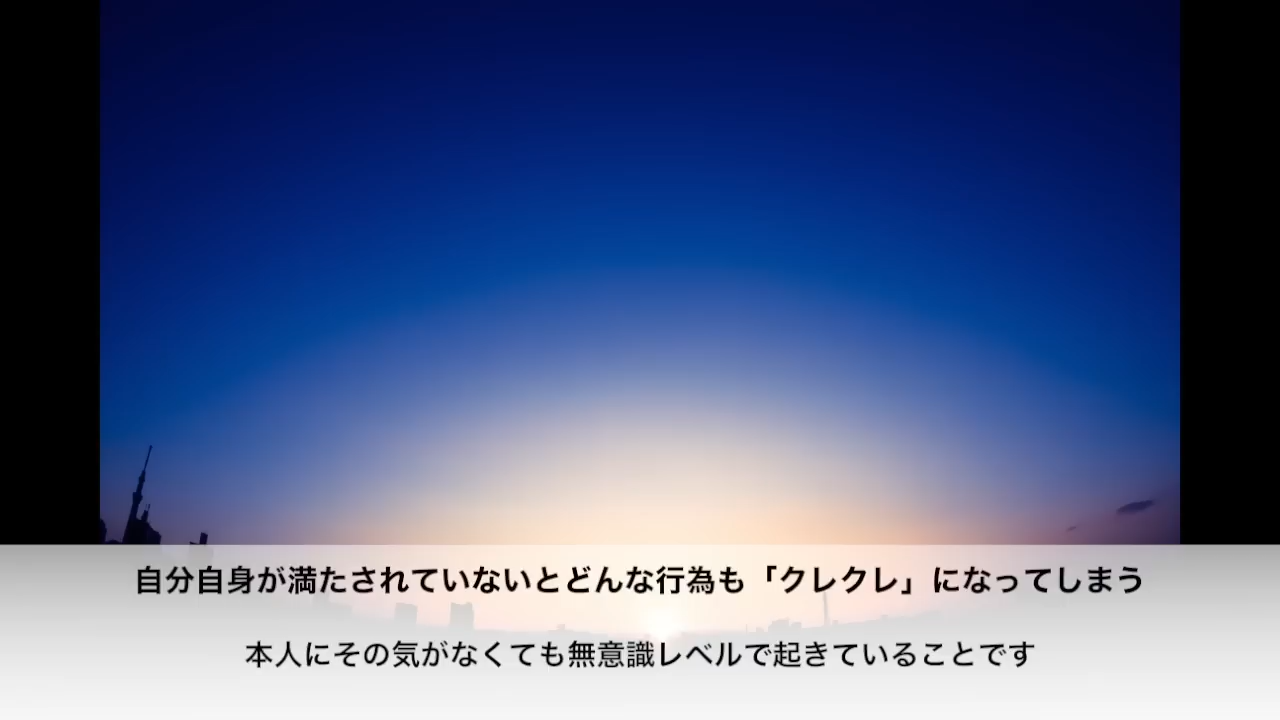 自分自身が満たされていないとどんな行為も「クレクレ」になってしまう
本人にその気がなくても無意識レベルで起きていることです